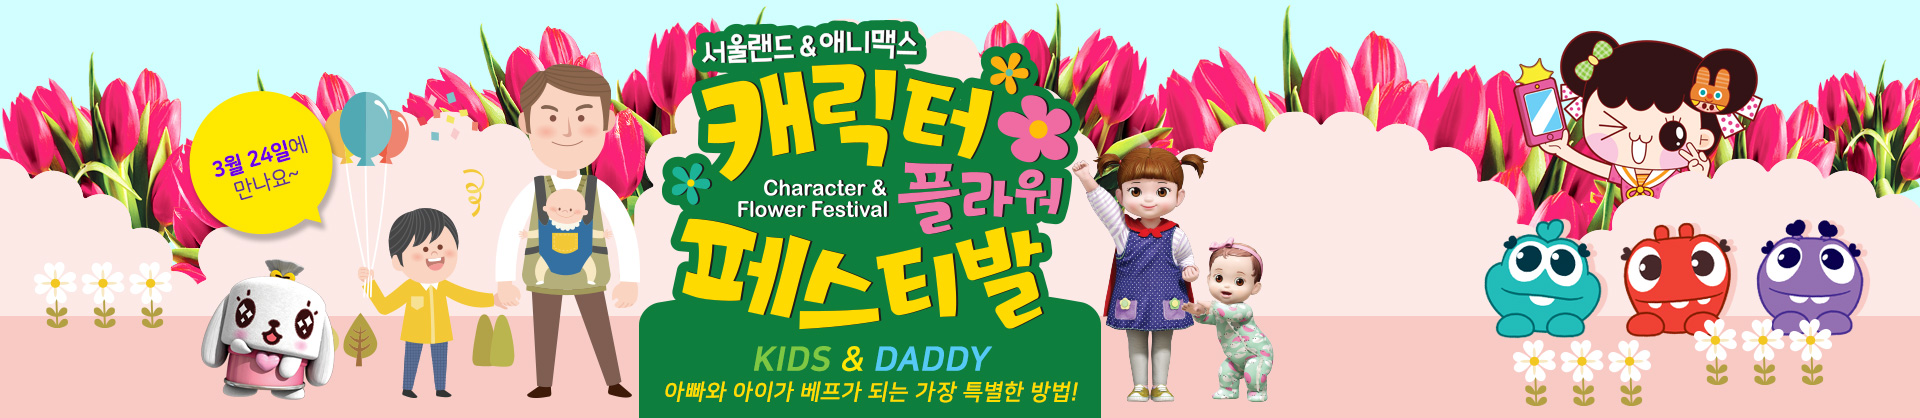 3월 24일에
만나요~
서울랜드 & 애니맥스
캐릭터
Character &
Flower Festival
플라워
페스티발
KIDS & DADDY
아빠와 아이가 베프가 되는 가장 특별한 방법!